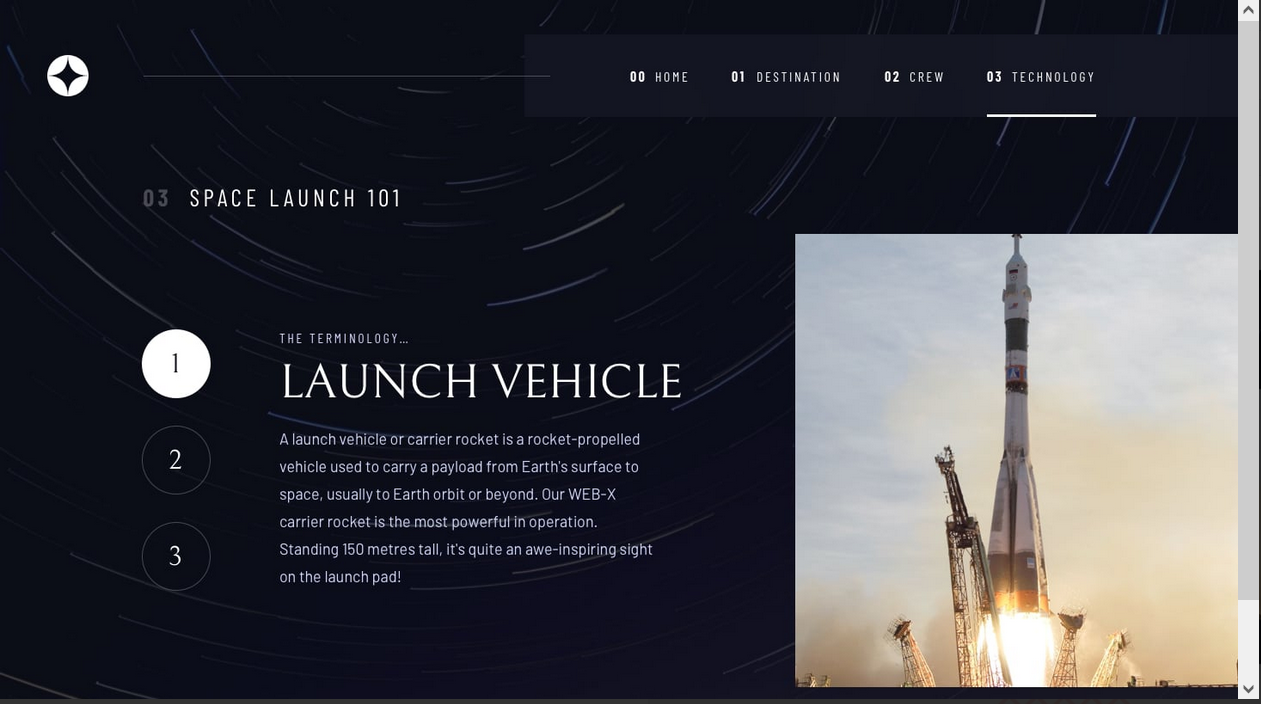 00 HOME
01 DESTINATION
02 CREW
03 TECHNOLOGY
03 SPACE LAUNCH 101
1
2
3
THE TERMINOLOGY…
LAUNCH VEHICLE
A launch vehicle or carrier rocket is a rocket-propelled
vehicle used to carry a payload from Earth's surface to
space, usually to Earth orbit or beyond. Our WEB-X
carrier rocket is the most powerful in operation.
Standing 150 metres tall, it's quite an awe-inspiring sight
on the launch pad!